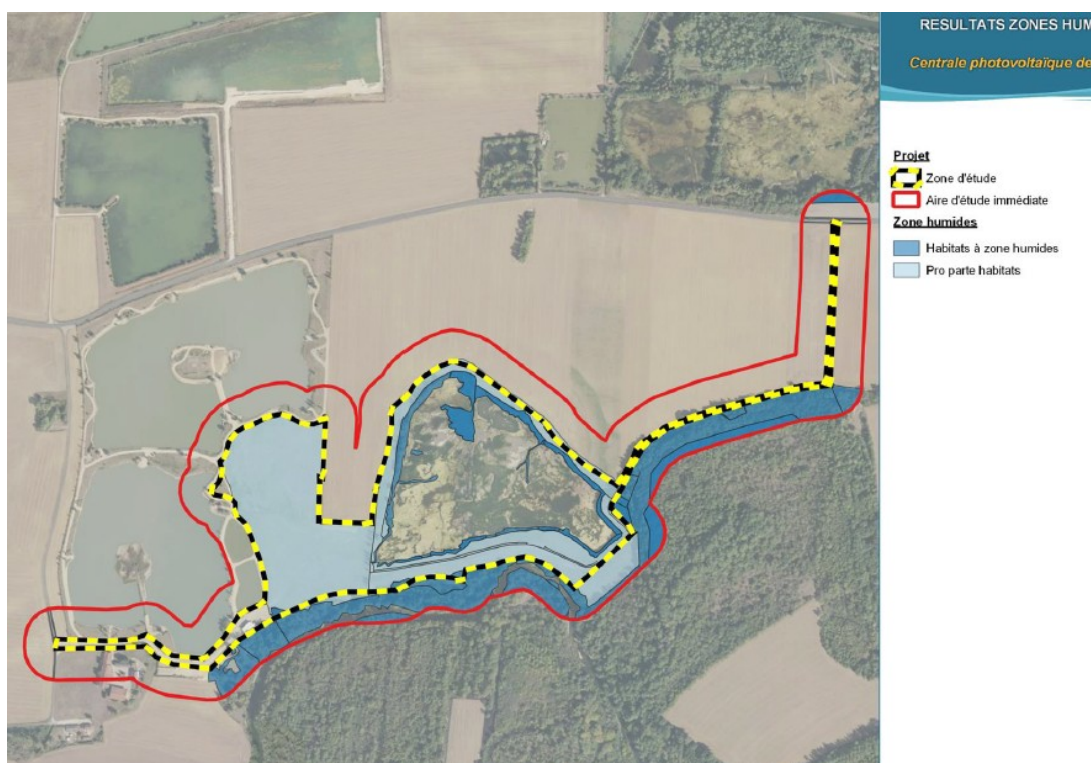 RESULTATS ZONES HUM
Centrale photovoltaïque de
Projet
Zone d'étude
Aire d'étude immédiate
Zone humides
Habitats à zone humides
Pro parte habitats